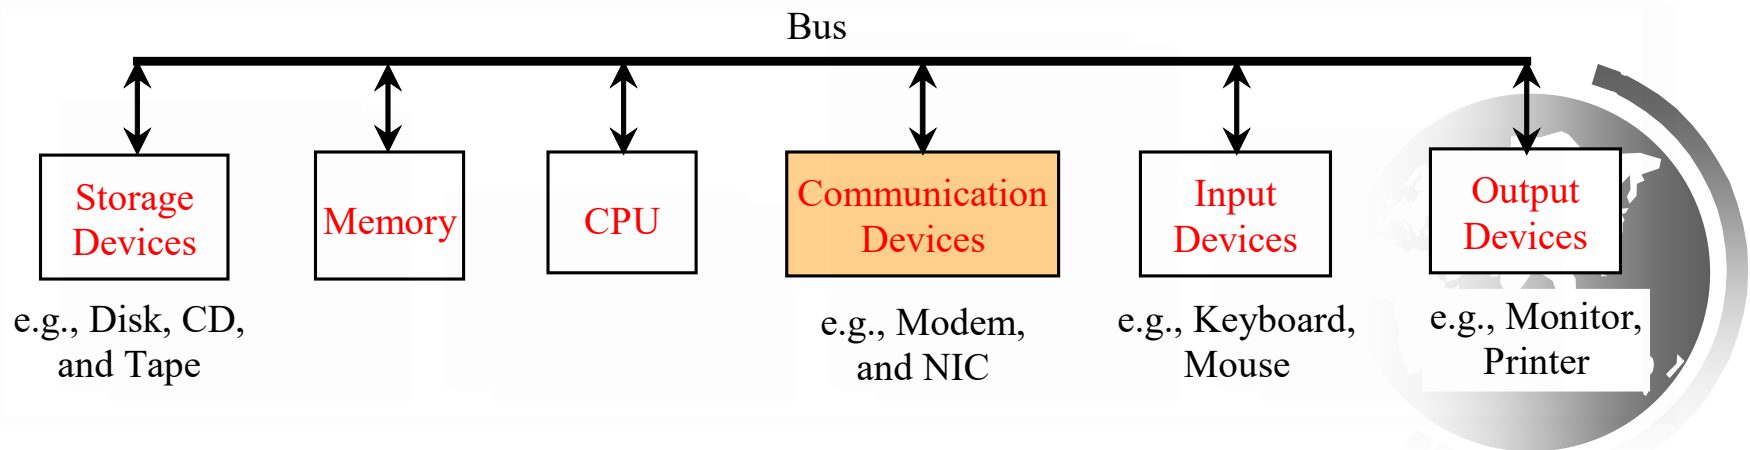 Bus
Storage
Devices
Memory
CPU
Communication
Devices
Input
Devices
Output
Devices
e.g., Disk, CD,
and Tape
e.g., Modem,
and NIC
e.g., Keyboard,
Mouse
e.g., Monitor,
Printer